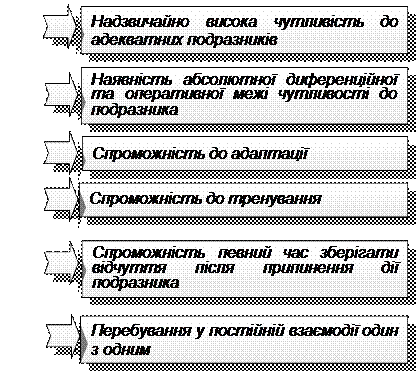 Надзвичайно висока чутливість до
адекватних подразників
Наявність абсолютної диференційної
та оперативної межі чутливості до
подразника
Спроможність до адаптації
Спроможність до тренування
Спроможність певний час зберігати
відчуття після припинення дії
подразника
Перебування у постійній взаємодії один
з одним